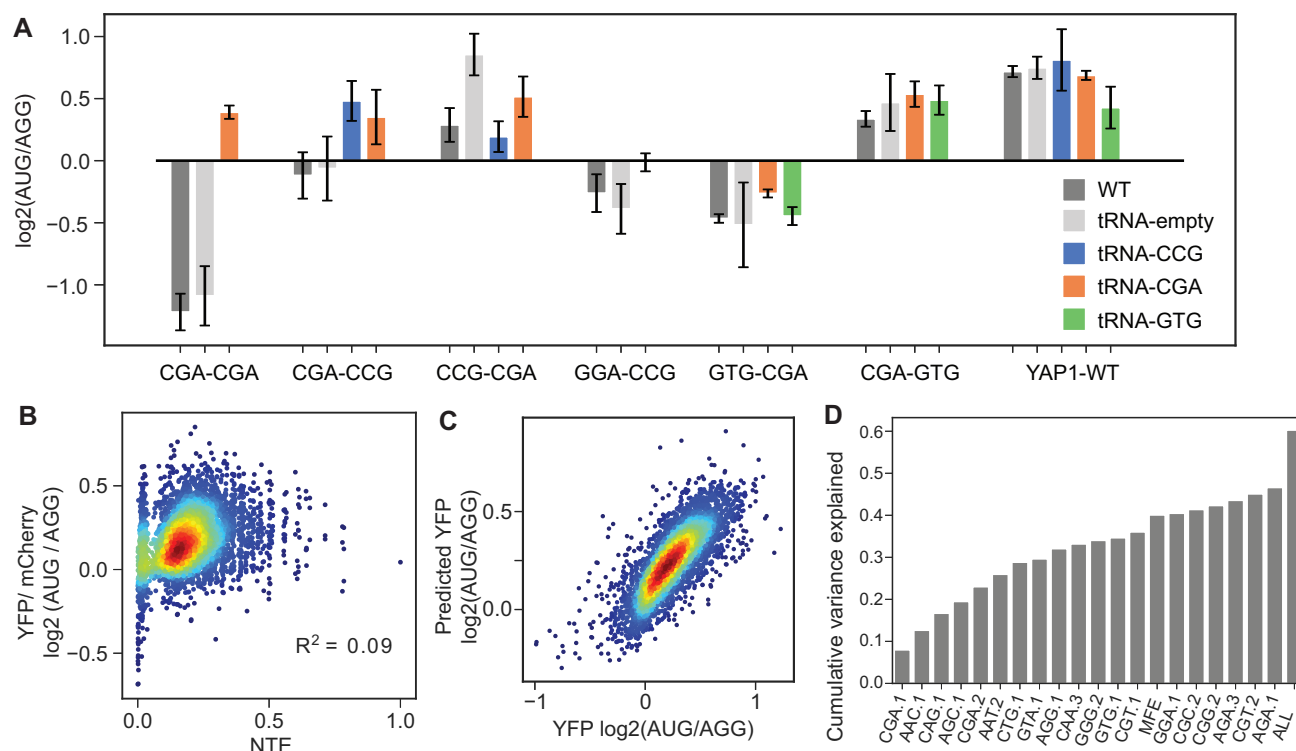 A
log2(AUG/AGG)
1.0
0.5
0.0
−0.5
−1.0
WT
tRNA-empty
tRNA-CCG
tRNA-CGA
tRNA-GTG
CGA-CGA
CGA-CCG
CCG-CGA
GGA-CCG
GTG-CGA
CGA-GTG
YAP1-WT
B
YFP/ mCherry
log2 (AUG / AGG)
0.5
0.0
−0.5
R² = 0.09
0.0
0.5
1.0
NTE
C
Predicted YFP
log2(AUG/AGG)
0.5
0.0
−1
0
1
YFP log2(AUG/AGG)
D
Cumulative variance explained
0.6
0.5
0.4
0.3
0.2
0.1
0.0
CGA.1
AAC.1
CAG.1
AGC.1
CGA.2
AAT.2
CTG.1
GTA.1
AGG.1
CAA.3
GGG.2
GTG.1
CGT.1
MFE
GGA.1
CGC.2
CGG.2
AGA.3
CGT.2
AGA.1
ALL